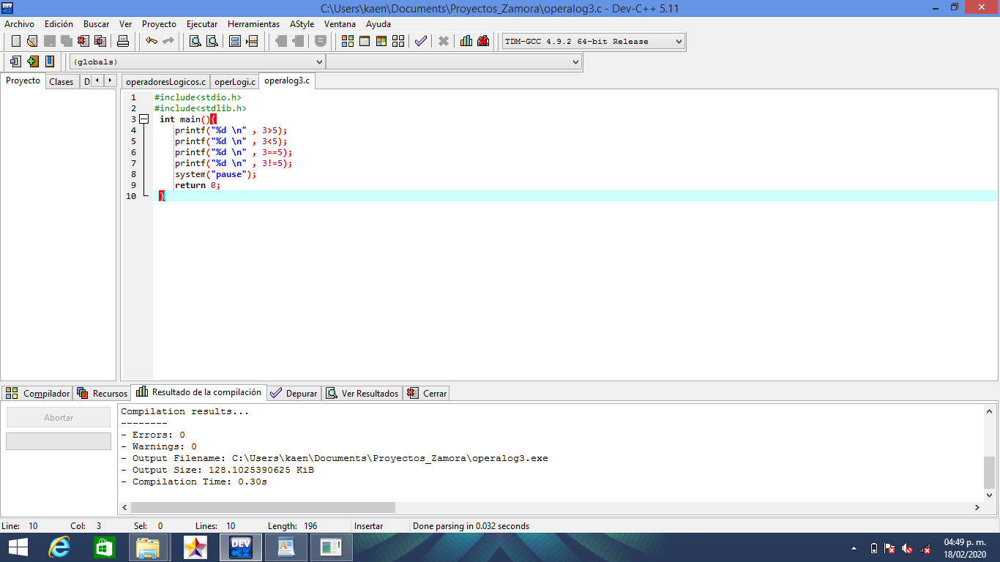 C:\Users\kaen\Documents\Proyectos_Zamora\operalog3.c - Dev-C++ 5.11
Archivo Edición Buscar Ver Proyecto Ejecutar Herramientas AStyle Ventana Ayuda
TDM-GCC 4.9.2 64-bit Release
(globals)
Proyecto Clases D operadoresLogicos.c operLogi.c operalog3.c
1 #include<stdio.h>
2 #include<stdlib.h>
3 int main(){
4 printf("%d \n" , 3>5);
5 printf("%d \n" , 3<5);
6 printf("%d \n" , 3==5);
7 printf("%d \n" , 3!=5);
8 system("pause");
9 return 0;
10 }
Compilador Recursos Resultado de la compilación Depurar Ver Resultados Cerrar
Abortar
Compilation results...
--------
- Errors: 0
- Warnings: 0
- Output Filename: C:\Users\kaen\Documents\Proyectos_Zamora\operalog3.exe
- Output Size: 128.1025390625 KiB
- Compilation Time: 0.30s
Line: 10 Col: 3 Sel: 0 Lines: 10 Length: 196 Insertar Done parsing in 0.032 seconds
DEV C++
04:49 p. m.
18/02/2020